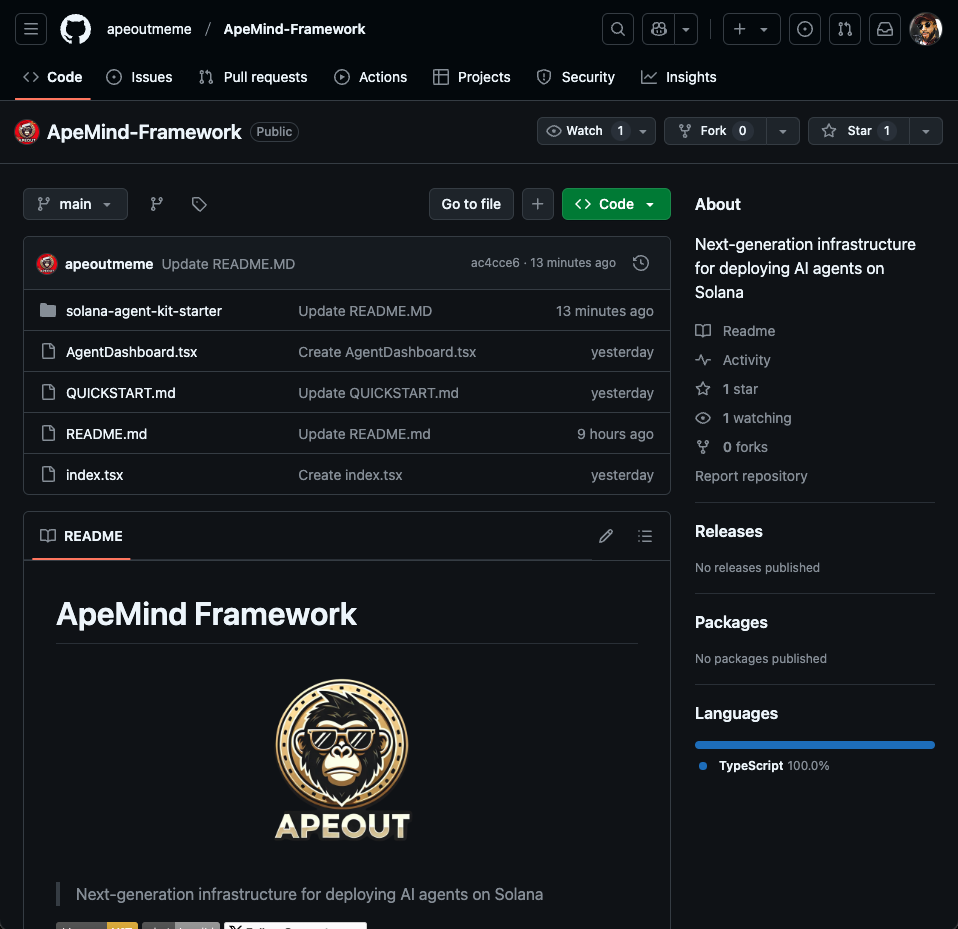 apeoutmeme / ApeMind-Framework
Code Issues Pull requests Actions Projects Security Insights
ApeMind-Framework Public Watch 1 Fork 0 Star 1
main Go to file Code
apeoutmeme Update README.MD ac4cce6 · 13 minutes ago
solana-agent-kit-starter Update README.MD 13 minutes ago
AgentDashboard.tsx Create AgentDashboard.tsx yesterday
QUICKSTART.md Update QUICKSTART.md yesterday
README.md Update README.md 9 hours ago
index.tsx Create index.tsx yesterday
README
ApeMind Framework
APEOUT
Next-generation infrastructure for deploying AI agents on Solana
About
Next-generation infrastructure
for deploying AI agents on
Solana
Readme
Activity
1 star
1 watching
0 forks
Report repository
Releases
No releases published
Packages
No packages published
Languages
TypeScript 100.0%